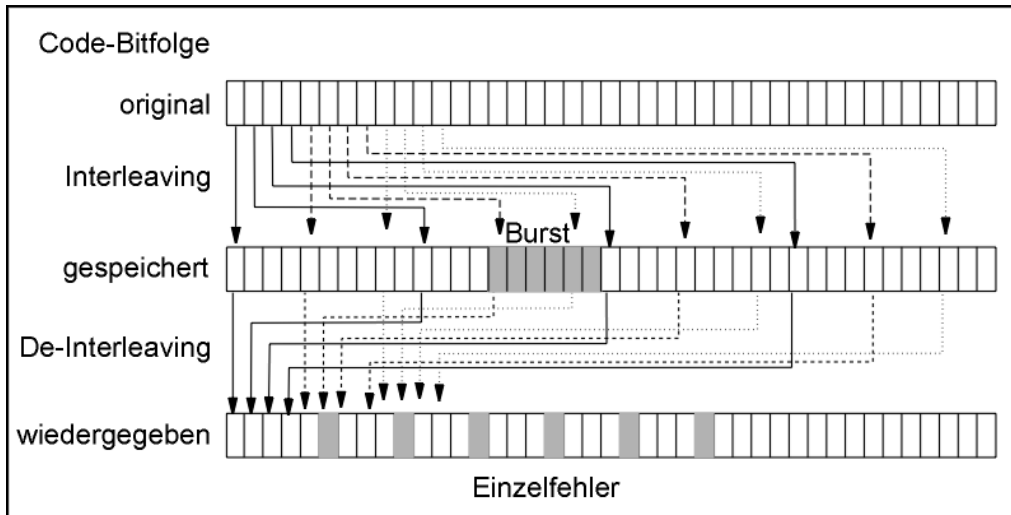 Code-Bitfolge
original
Interleaving
Burst
gespeichert
De-Interleaving
wiedergegeben
Einzelfehler